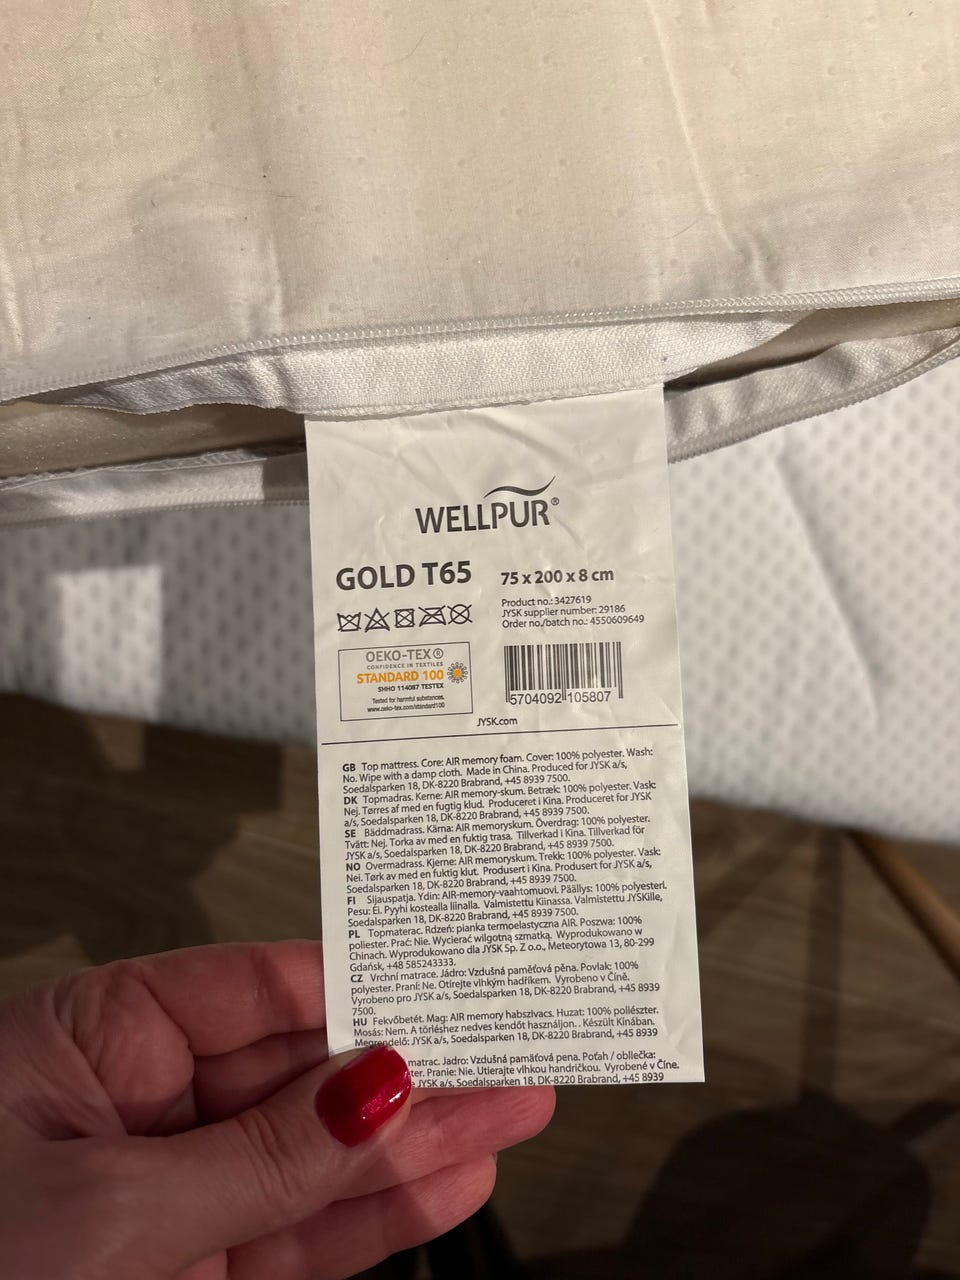 WELLPUR®
GOLD T65
75 x 200 x 8 cm
Product no.: 3427619
JYSK supplier number: 29186
Order no./batch no.: 4550609649
OEKO-TEX®
CONFIDENCE IN TEXTILES
STANDARD 100
SHHO 114087 TESTEX
Tested for harmful substances.
www.oeko-tex.com/standard100
5704092 105807
JYSK.com
GB Top mattress. Core: AIR memory foam. Cover: 100% polyester. Wash:
No. Wipe with a damp cloth. Made in China. Produced for JYSK a/s,
Soedalsparken 18, DK-8220 Brabrand, +45 8939 7500.
DK Topmadras. Kerne: AIR memory-skum. Betræk: 100% polyester. Vask:
Nej. Tørres af med en fugtig klud. Produceret i Kina. Produceret for JYSK
a/s, Soedalsparken 18, DK-8220 Brabrand, +45 8939 7500.
SE Bäddmadrass. Kärna: AIR memoryskum. Överdrag: 100% polyester.
Tvätt: Nej. Torka av med en fuktig trasa. Tillverkad i Kina. Tillverkad för
JYSK a/s, Soedalsparken 18, DK-8220 Brabrand, +45 8939 7500.
NO Overmadrass. Kjerne: AIR memoryskum. Trekk: 100% polyester. Vask:
Nei. Tørk av med en fuktig klut. Produsert i Kina. Produsert for JYSK a/s,
Soedalsparken 18, DK-8220 Brabrand, +45 8939 7500.
FI Sijauspatja. Ydin: AIR-memory-vaahtomuovi. Päällys: 100% polyesteri.
Pesu: Ei. Pyyhi kostealla liinalla. Valmistettu Kiinassa. Valmistettu JYSKille,
Soedalsparken 18, DK-8220 Brabrand, +45 8939 7500.
PL Topmaterac. Rdzeń: pianka termoelastyczna AIR. Poszwa: 100%
poliester. Prać: Nie. Wycierać wilgotną szmatką. Wyprodukowano w
Chinach. Wyprodukowano dla JYSK Sp. Z o.o., Meteorytowa 13, 80-299
Gdańsk, +48 585243333.
CZ Vrchní matrace. Jádro: Vzdušná paměťová pěna. Povlak: 100%
polyester. Praní: Ne. Otírejte vlhkým hadříkem. Vyrobeno v Číně.
Vyrobeno pro JYSK a/s, Soedalsparken 18, DK-8220 Brabrand, +45 8939
7500.
HU Fekvőbetét. Mag: AIR memory habszivacs. Huzat: 100% poliészter.
Mosás: Nem. A törléshez nedves kendőt használjon.. Készült Kínában.
Megrendelő: JYSK a/s, Soedalsparken 18, DK-8220 Brabrand, +45 8939
matrac. Jadro: Vzdušná pamäťová pena. Poťah / obliečka:
ter. Pranie: Nie. Utierajte vlhkou handričkou. Vyrobené v Číne.
JYSK a/s, Soedalsparken 18, DK-8220 Brabrand, +45 8939